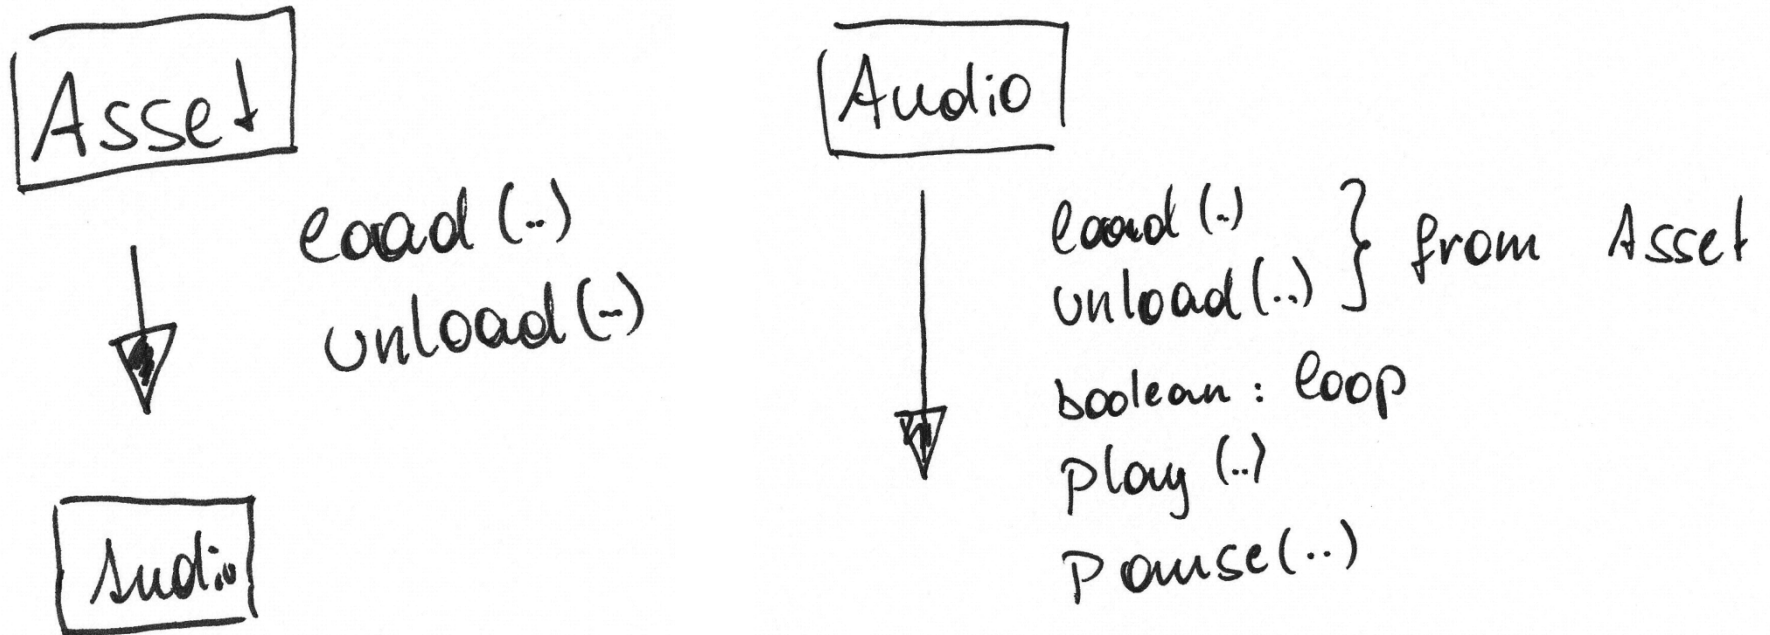 Asset
load (..)
unload (..)
Audio
Audio
load (..)
unload (..)
} from Asset
boolean : loop
play (..)
pause (..)